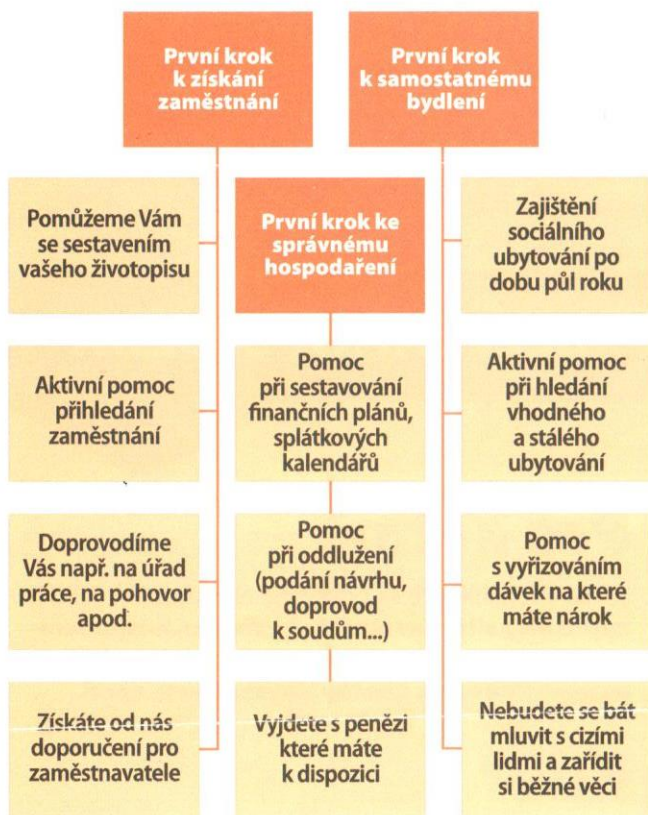 První krok
k získání
zaměstnání
První krok
k samostatnému
bydlení
Pomůžeme Vám
se sestavením
vašeho životopisu
První krok ke
správnému
hospodaření
Zajištění
sociálního
ubytování po
dobu půl roku
Aktivní pomoc
přihledání
zaměstnání
Pomoc
při sestavování
finančních plánů,
splátkových
kalendářů
Aktivní pomoc
při hledání
vhodného
a stálého
ubytování
Doprovodíme
Vás např. na úřad
práce, na pohovor
apod.
Pomoc
při oddlužení
(podání návrhu,
doprovod
k soudům...)
Pomoc
s vyřizováním
dávek na které
máte nárok
Získáte od nás
doporučení pro
zaměstnavatele
Vyjdete s penězi
které máte
k dispozici
Nebudete se bát
mluvit s cizími
lidmi a zařídit
si běžné věci